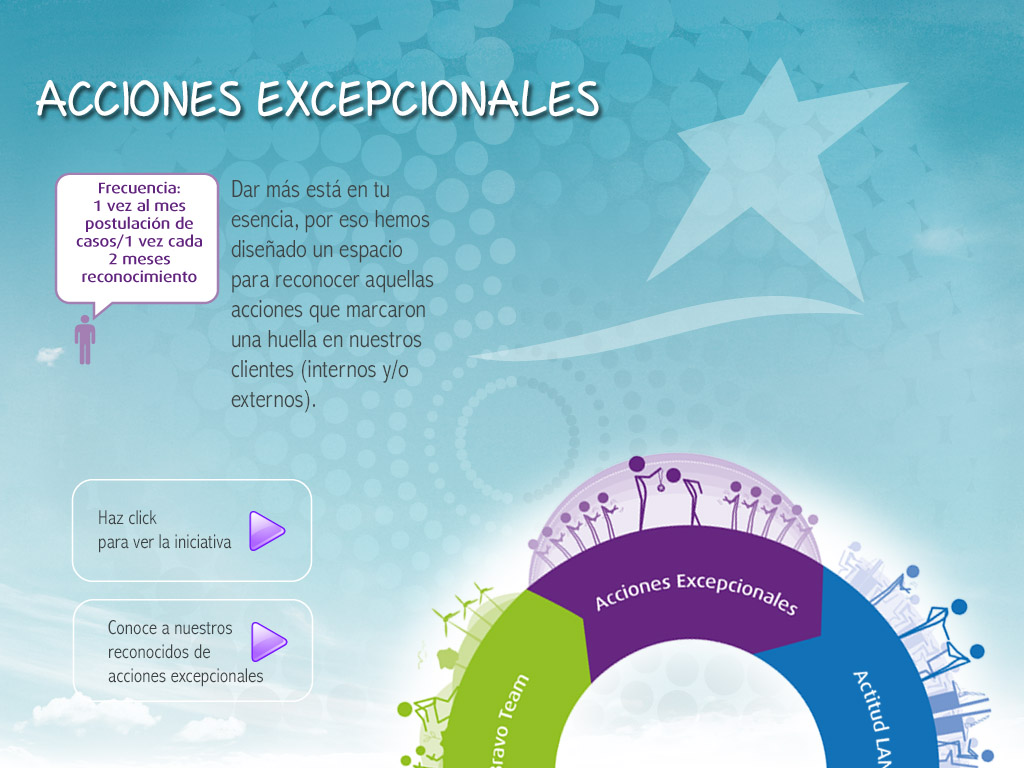 ACCIONES EXCEPCIONALES
Frecuencia:
1 vez al mes
postulación de
casos/1 vez cada
2 meses
reconocimiento
Dar más está en tu
esencia, por eso hemos
diseñado un espacio
para reconocer aquellas
acciones que marcaron
una huella en nuestros
clientes (internos y/o
externos).
Haz click
para ver la iniciativa
Conoce a nuestros
reconocidos de
acciones excepcionales
Acciones Excepcionales
Bravo Team
Actitud LAN